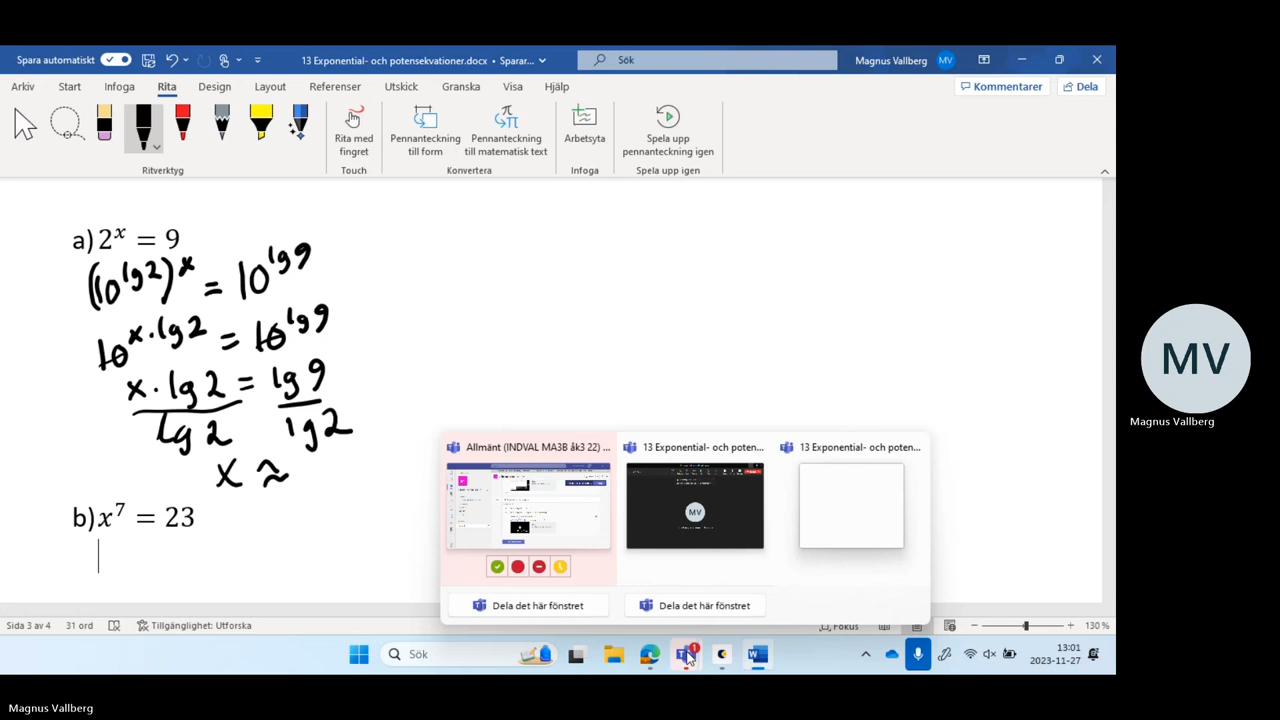 Spara automatiskt
13 Exponential- och potensekvationer.docx • Sparar...
Sök
Magnus Vallberg
MV
Arkiv Start Infoga Rita Design Layout Referenser Utskick Granska Visa Hjälp
Kommentarer
Dela
Rita med fingret
Pennanteckning till form
Pennanteckning till matematisk text
Arbetsyta
Spela upp pennanteckning igen
Ritverktyg
Touch
Konvertera
Infoga
Spela upp igen
a) 2^x = 9
(10^lg2)^x = 10^lg9
10^x·lg2 = 10^lg9
x · lg 2 = lg 9
lg 2 lg 2
x ≈
b) x^7 = 23
MV
Magnus Vallberg
Allmänt (INDVAL MA3B åk3 22) ...
13 Exponential- och poten...
13 Exponential- och poten...
MV
Dela det här fönstret
Dela det här fönstret
Sida 3 av 4
31 ord
Tillgänglighet: Utforska
Fokus
130 %
Sök
1
13:01
2023-11-27
Magnus Vallberg